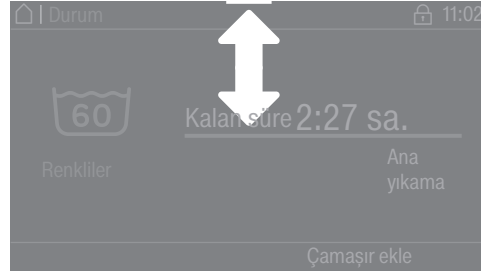 Durum 11:02
60
Kalan süre 2:27 sa.
Renkliler
Ana
yıkama
Çamaşır ekle